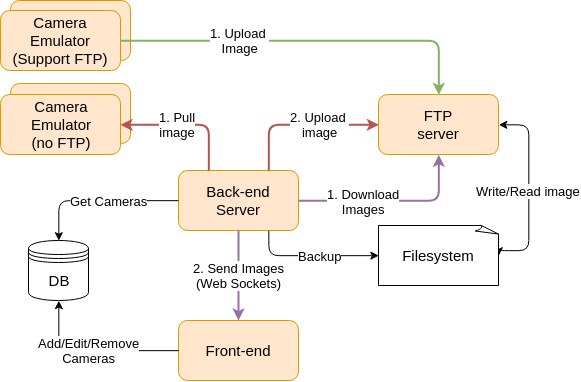 Camera
Emulator
(Support FTP)
1. Upload
Image
Camera
Emulator
(no FTP)
1. Pull
image
2. Upload
image
FTP
server
Write/Read image
Back-end
Server
Get Cameras
1. Download
Images
DB
2. Send Images
(Web Sockets)
Backup
Filesystem
Add/Edit/Remove
Cameras
Front-end